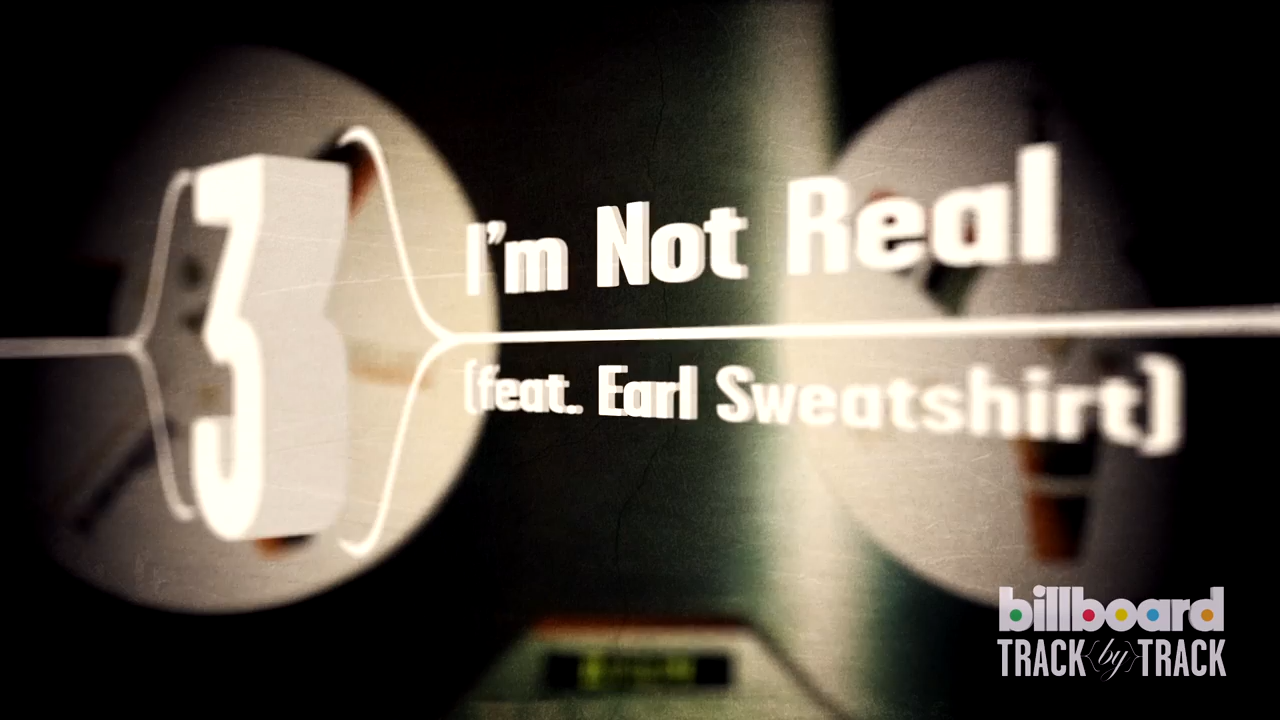 3
I'm Not Real
(feat. Earl Sweatshirt)
billboard
TRACK {by} TRACK